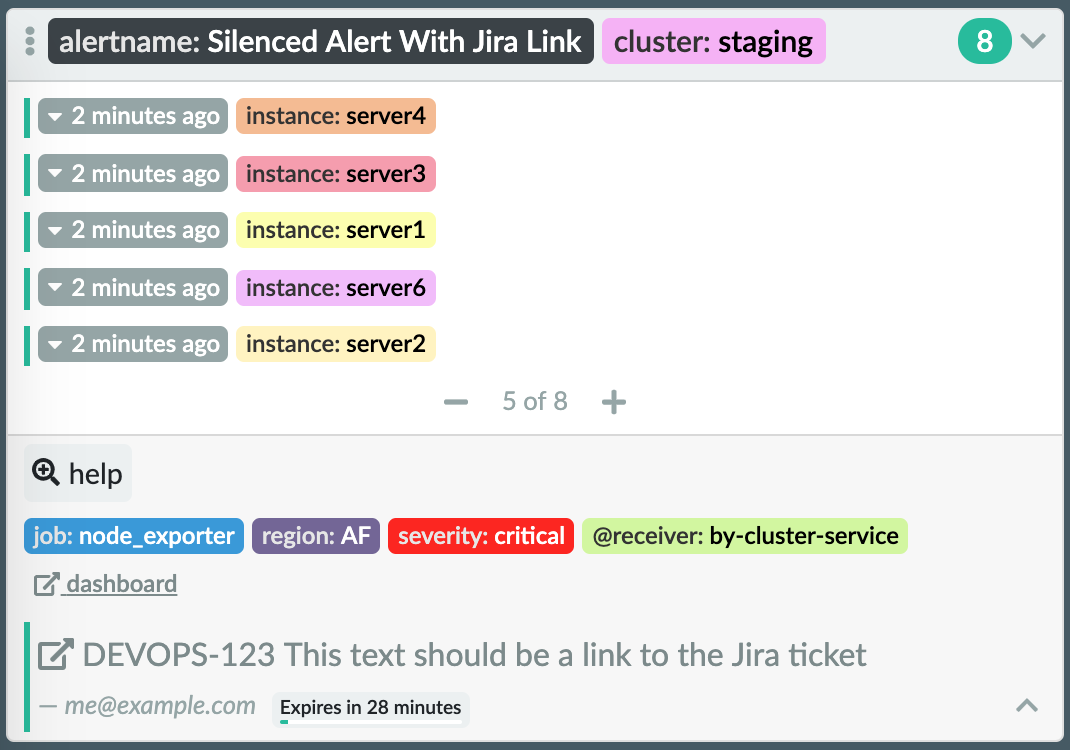 alertname: Silenced Alert With Jira Link cluster: staging 8
2 minutes ago instance: server4
2 minutes ago instance: server3
2 minutes ago instance: server1
2 minutes ago instance: server6
2 minutes ago instance: server2
5 of 8
help
job: node_exporter region: AF severity: critical @receiver: by-cluster-service
dashboard
DEVOPS-123 This text should be a link to the Jira ticket
— me@example.com Expires in 28 minutes